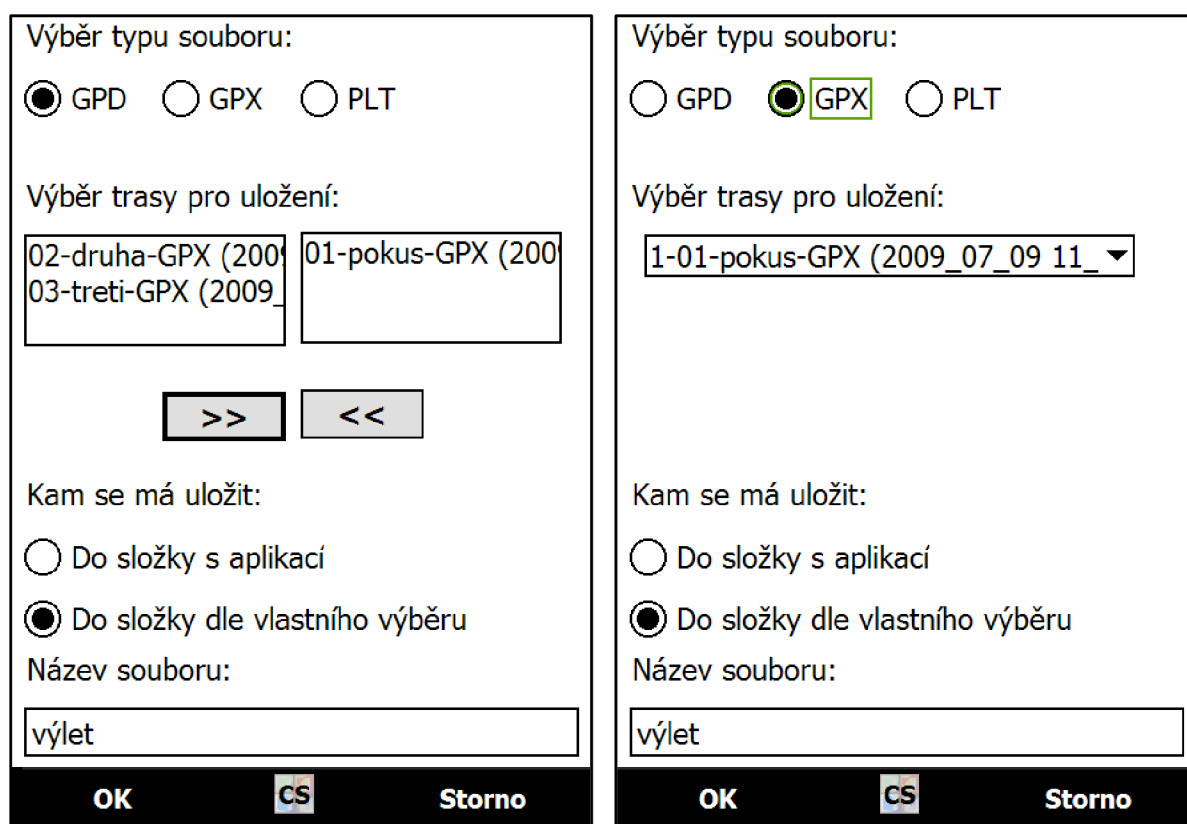 Výběr typu souboru:
GPD GPX PLT
Výběr trasy pro uložení:
02-druha-GPX (2009
03-treti-GPX (2009_
01-pokus-GPX (200
>> <<
Kam se má uložit:
Do složky s aplikací
Do složky dle vlastního výběru
Název souboru:
výlet
OK CS Storno
Výběr typu souboru:
GPD GPX PLT
Výběr trasy pro uložení:
1-01-pokus-GPX (2009_07_09 11_
Kam se má uložit:
Do složky s aplikací
Do složky dle vlastního výběru
Název souboru:
výlet
OK CS Storno